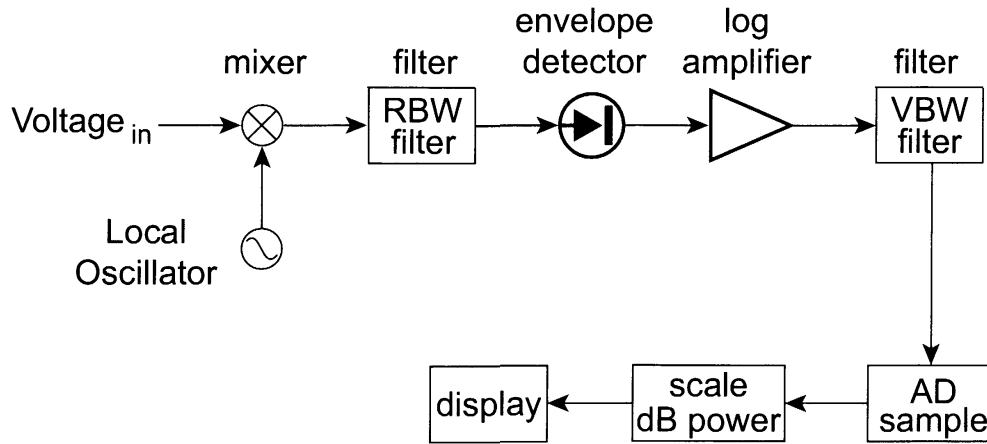 envelope
detector
log
amplifier
mixer
filter
filter
Voltage in
RBW
filter
VBW
filter
Local
Oscillator
display
scale
dB power
AD
sample